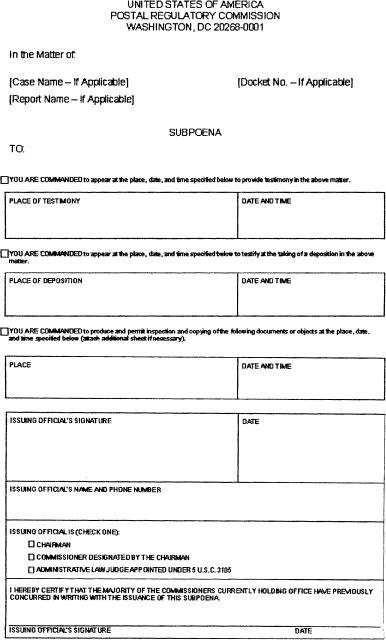 UNITED STATES OF AMERICA
POSTAL REGULATORY COMMISSION
WASHINGTON, DC 20268-0001
In the Matter of:
[Case Name – If Applicable] [Docket No. – If Applicable]
[Report Name – If Applicable]
SUBPOENA
TO:
YOU ARE COMMANDED to appear at the place, date, and time specified below to provide testimony in the above matter.
PLACE OF TESTIMONY DATE AND TIME
YOU ARE COMMANDED to appear at the place, date, and time specified below to testify at the taking of a deposition in the above
matter.
PLACE OF DEPOSITION DATE AND TIME
YOU ARE COMMANDED to produce and permit inspection and copying of the following documents or objects at the place, date,
and time specified below (attach additional sheet if necessary).
PLACE DATE AND TIME
ISSUING OFFICIAL'S SIGNATURE DATE
ISSUING OFFICIAL'S NAME AND PHONE NUMBER
ISSUING OFFICIAL IS (CHECK ONE):
CHAIRMAN
COMMISSIONER DESIGNATED BY THE CHAIRMAN
ADMINISTRATIVE LAW JUDGE APPOINTED UNDER 5 U.S.C. 3105
I HEREBY CERTIFY THAT THE MAJORITY OF THE COMMISSIONERS CURRENTLY HOLDING OFFICE HAVE PREVIOUSLY
CONCURRED IN WRITING WITH THE ISSUANCE OF THIS SUBPOENA.
ISSUING OFFICIAL'S SIGNATURE DATE